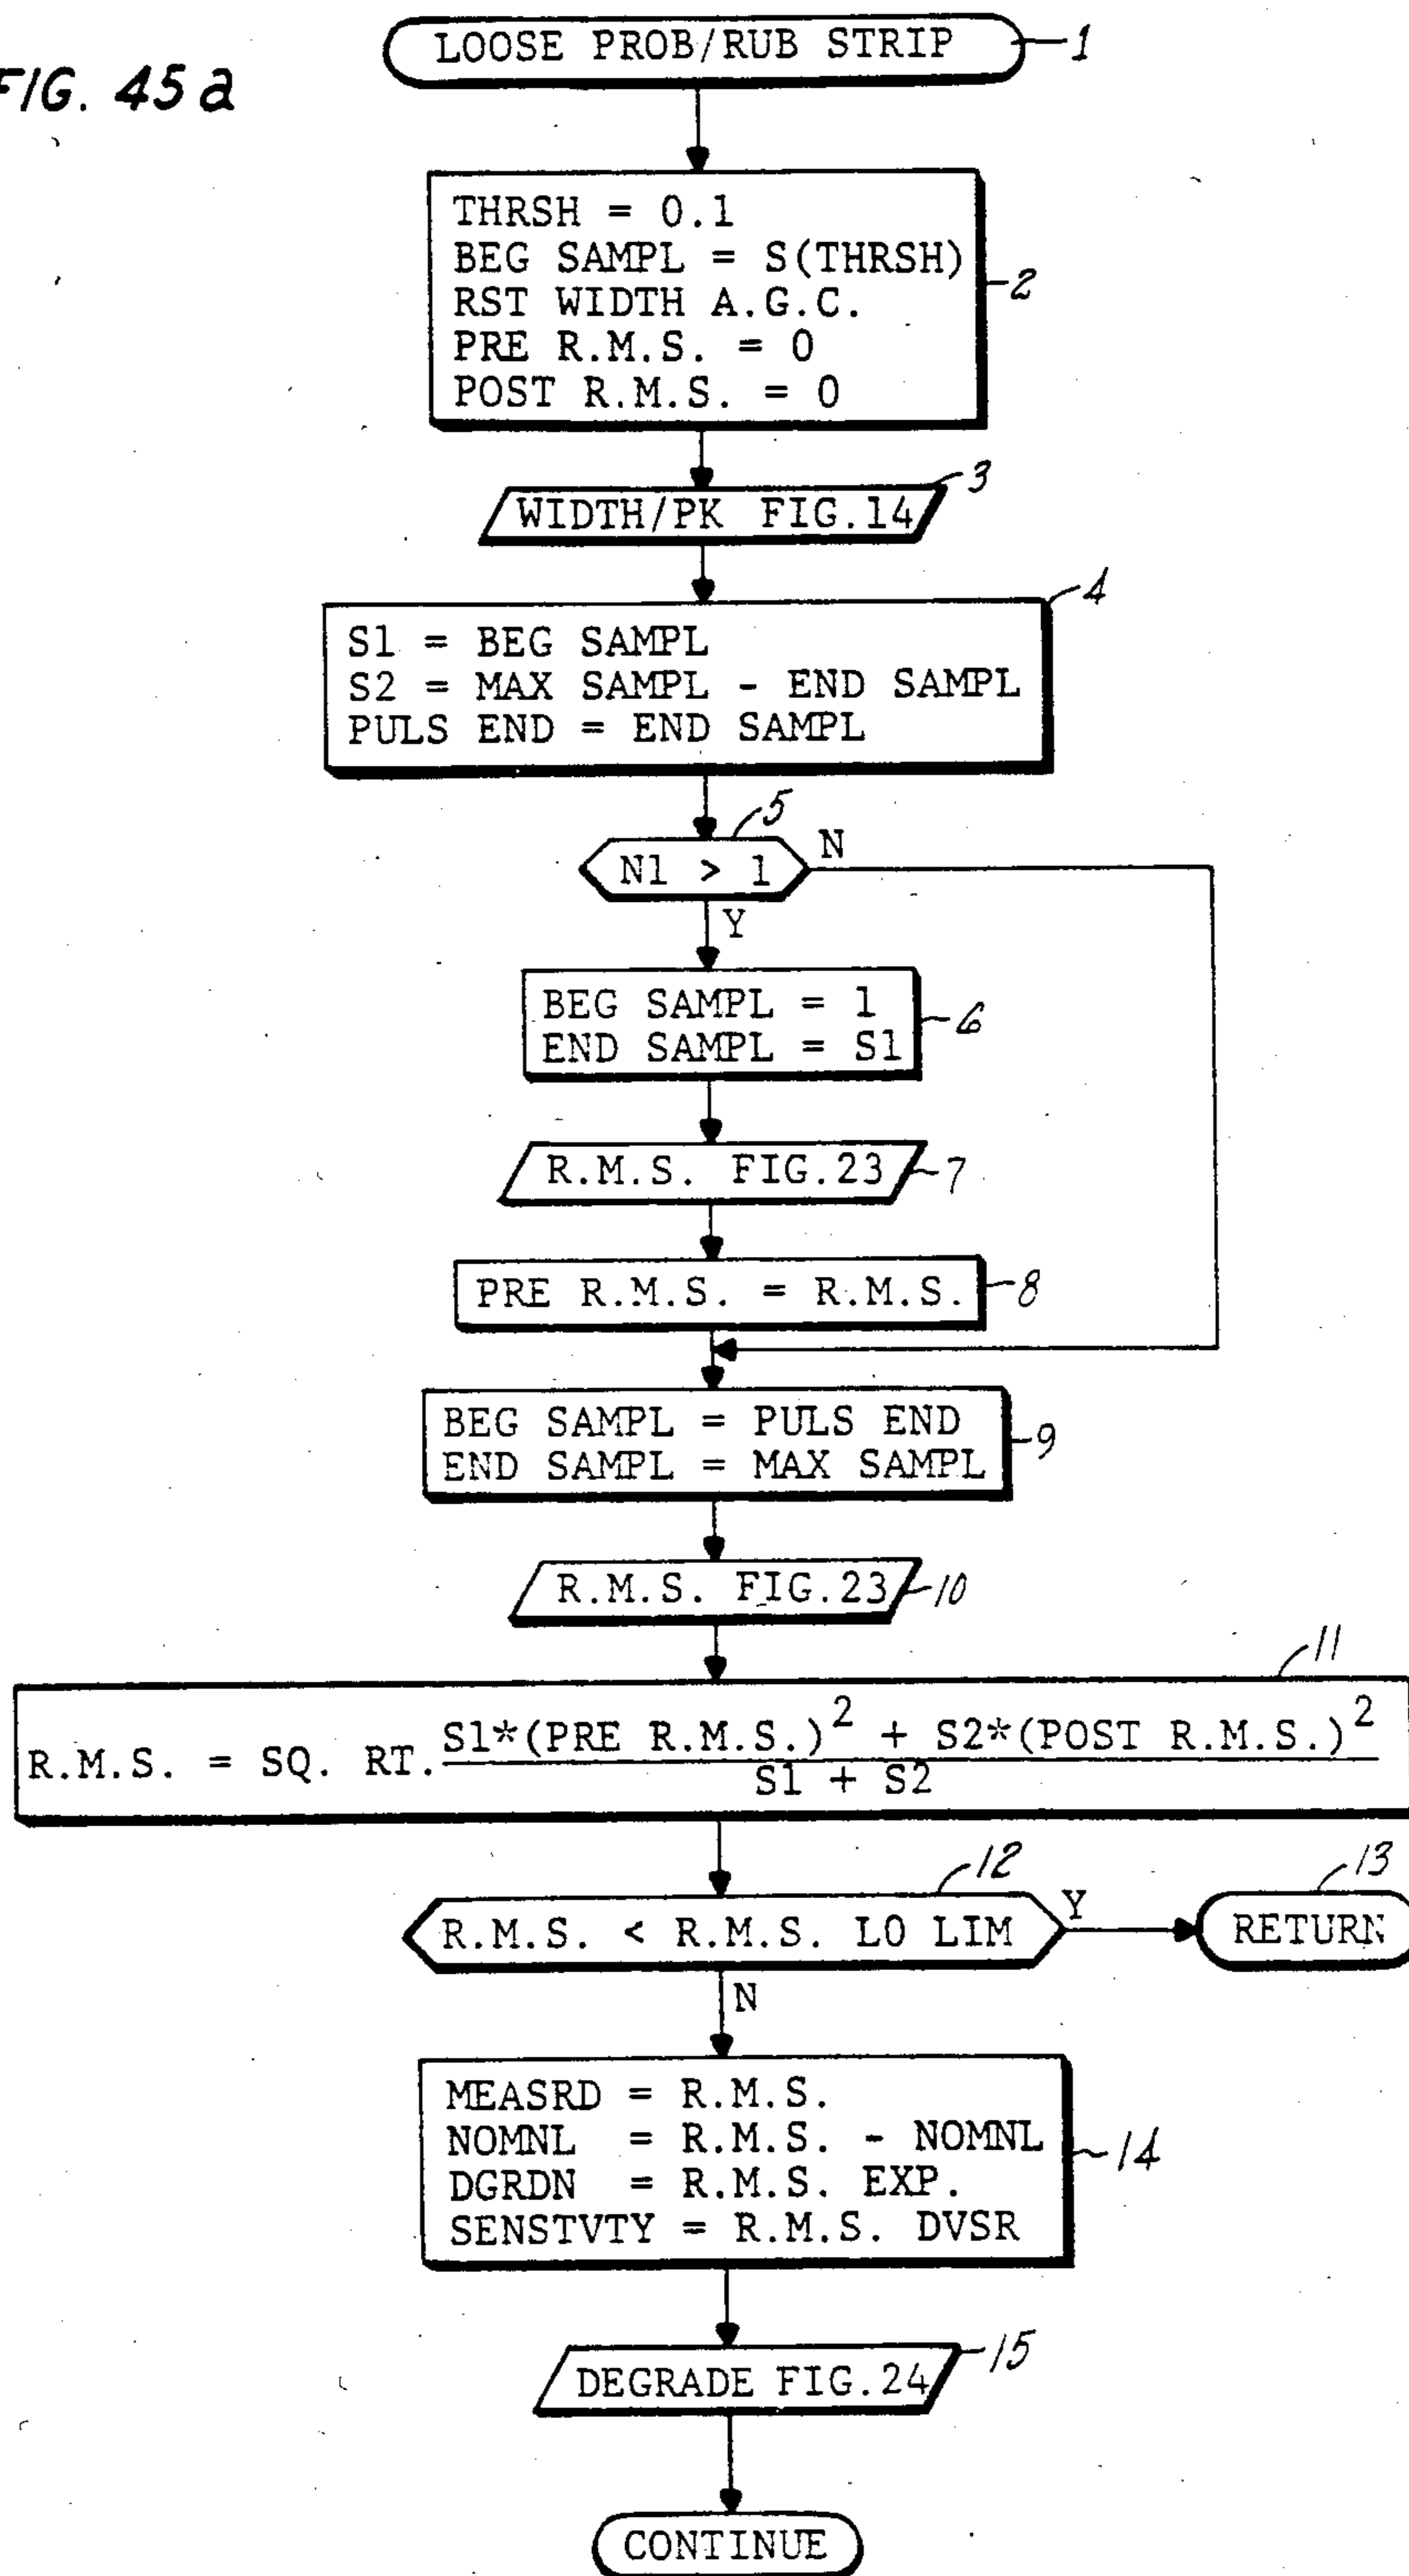 FIG. 45a
LOOSE PROB/RUB STRIP
1
THRSH = 0.1
BEG SAMPL = S(THRSH)
RST WIDTH A.G.C.
PRE R.M.S. = 0
POST R.M.S. = 0
2
WIDTH/PK FIG.14
3
S1 = BEG SAMPL
S2 = MAX SAMPL - END SAMPL
PULS END = END SAMPL
4
N1 > 1
5
N
Y
BEG SAMPL = 1
END SAMPL = S1
6
R.M.S. FIG.23
7
PRE R.M.S. = R.M.S.
8
BEG SAMPL = PULS END
END SAMPL = MAX SAMPL
9
R.M.S. FIG.23
10
11
R.M.S. = SQ. RT. S1*(PRE R.M.S.)2 + S2*(POST R.M.S.)2
S1 + S2
R.M.S. < R.M.S. LO LIM
12
Y
RETURN
13
N
MEASRD = R.M.S.
NOMNL = R.M.S. - NOMNL
DGRDN = R.M.S. EXP.
SENSTVTY = R.M.S. DVSR
14
DEGRADE FIG.24
15
CONTINUE